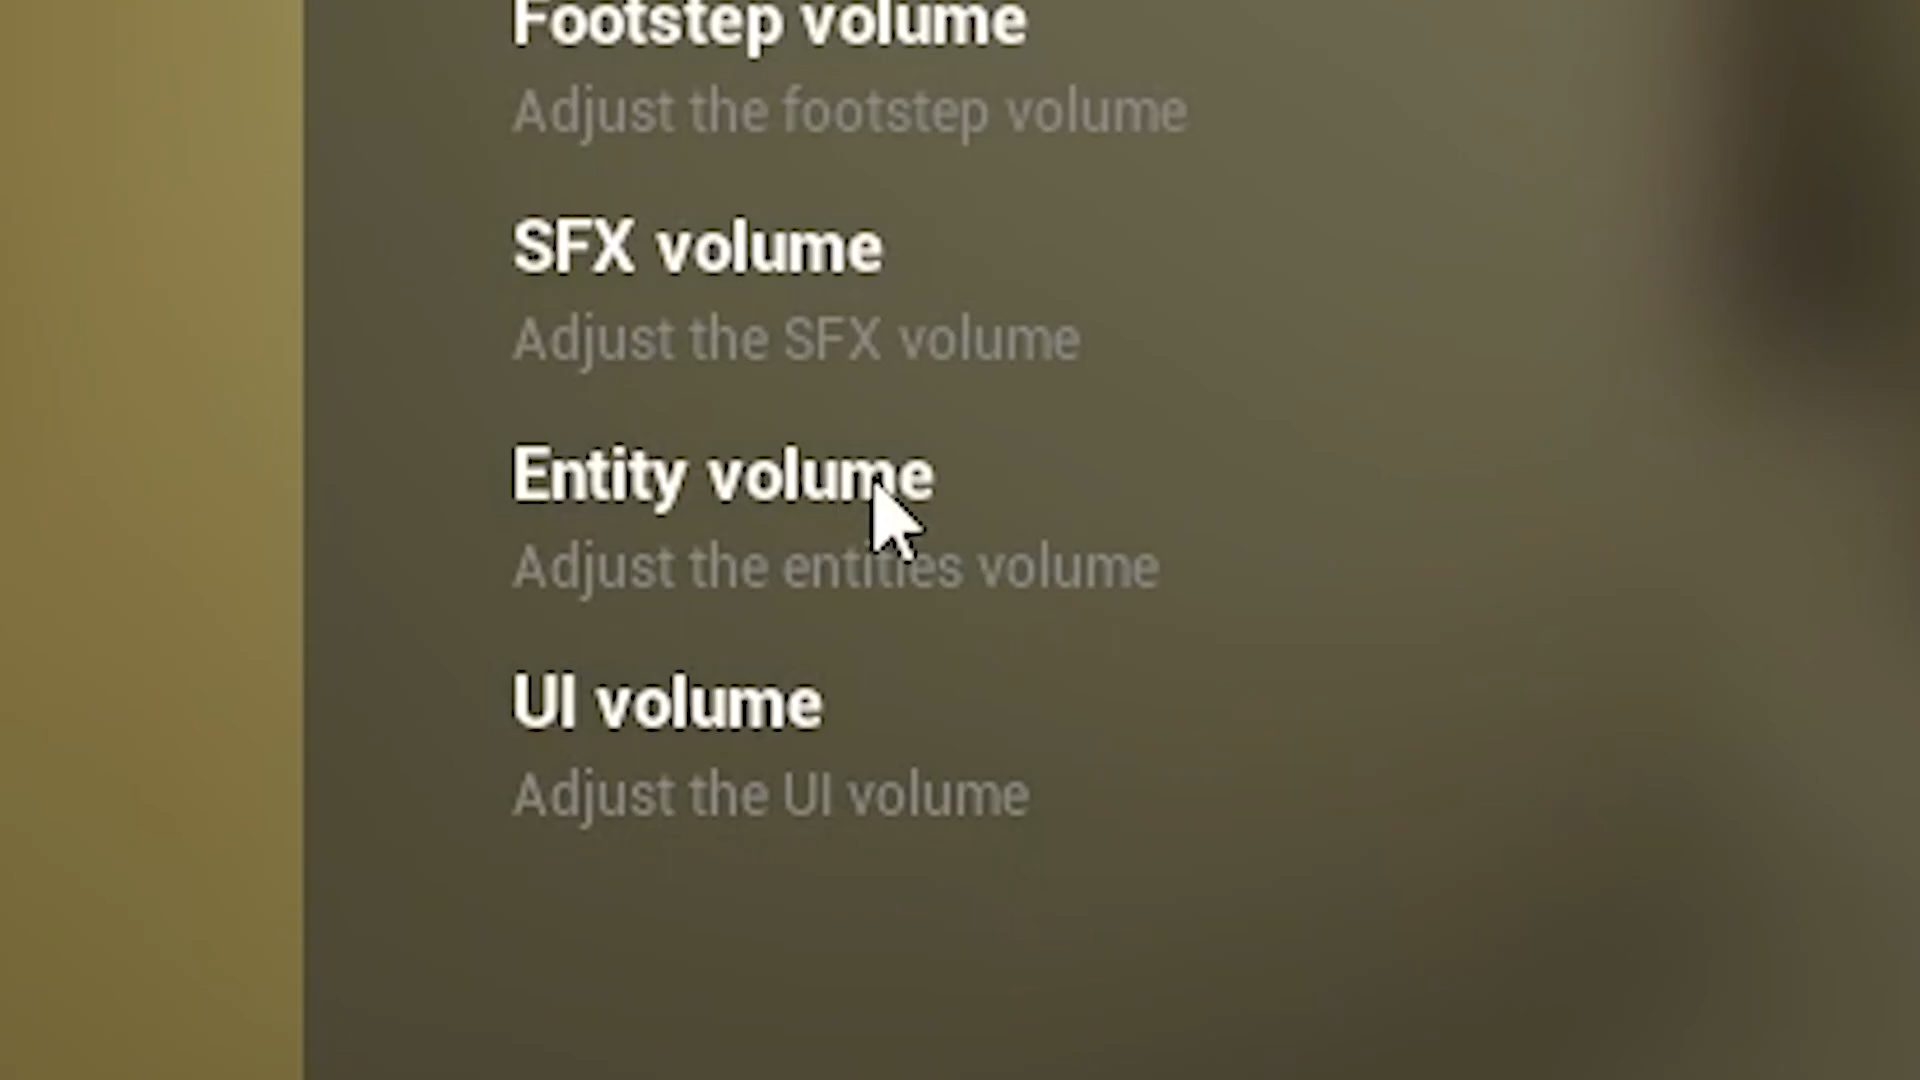 Footstep volume
Adjust the footstep volume
SFX volume
Adjust the SFX volume
Entity volume
Adjust the entities volume
UI volume
Adjust the UI volume